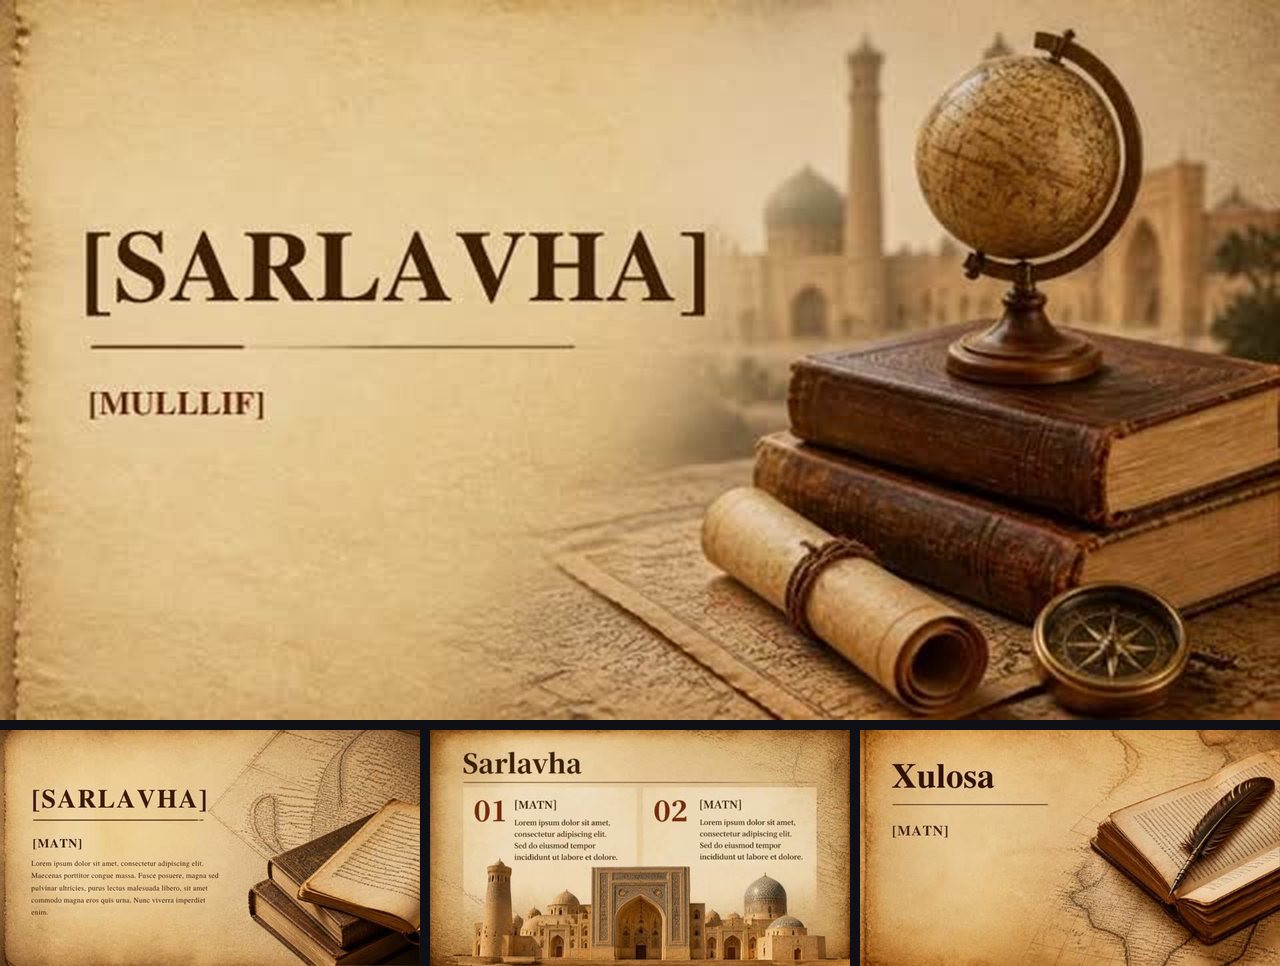 [SARLAVHA]
[MULLLIF]
[SARLAVHA]
[MATN]
Lorem ipsum dolor sit amet, consectetur adipiscing elit.
Maecenas porttitor congue massa. Fusce posuere, magna sed
pulvinar ultricies, purus lectus malesuada libero, sit amet
commodo magna eros quis urna. Nunc viverra imperdiet
enim.
Sarlavha
01
[MATN]
Lorem ipsum dolor sit amet,
consectetur adipiscing elit.
Sed do eiusmod tempor
incididunt ut labore et dolore.
02
[MATN]
Lorem ipsum dolor sit amet,
consectetur adipiscing elit.
Sed do eiusmod tempor
incididunt ut labore et dolore.
Xulosa
[MATN]